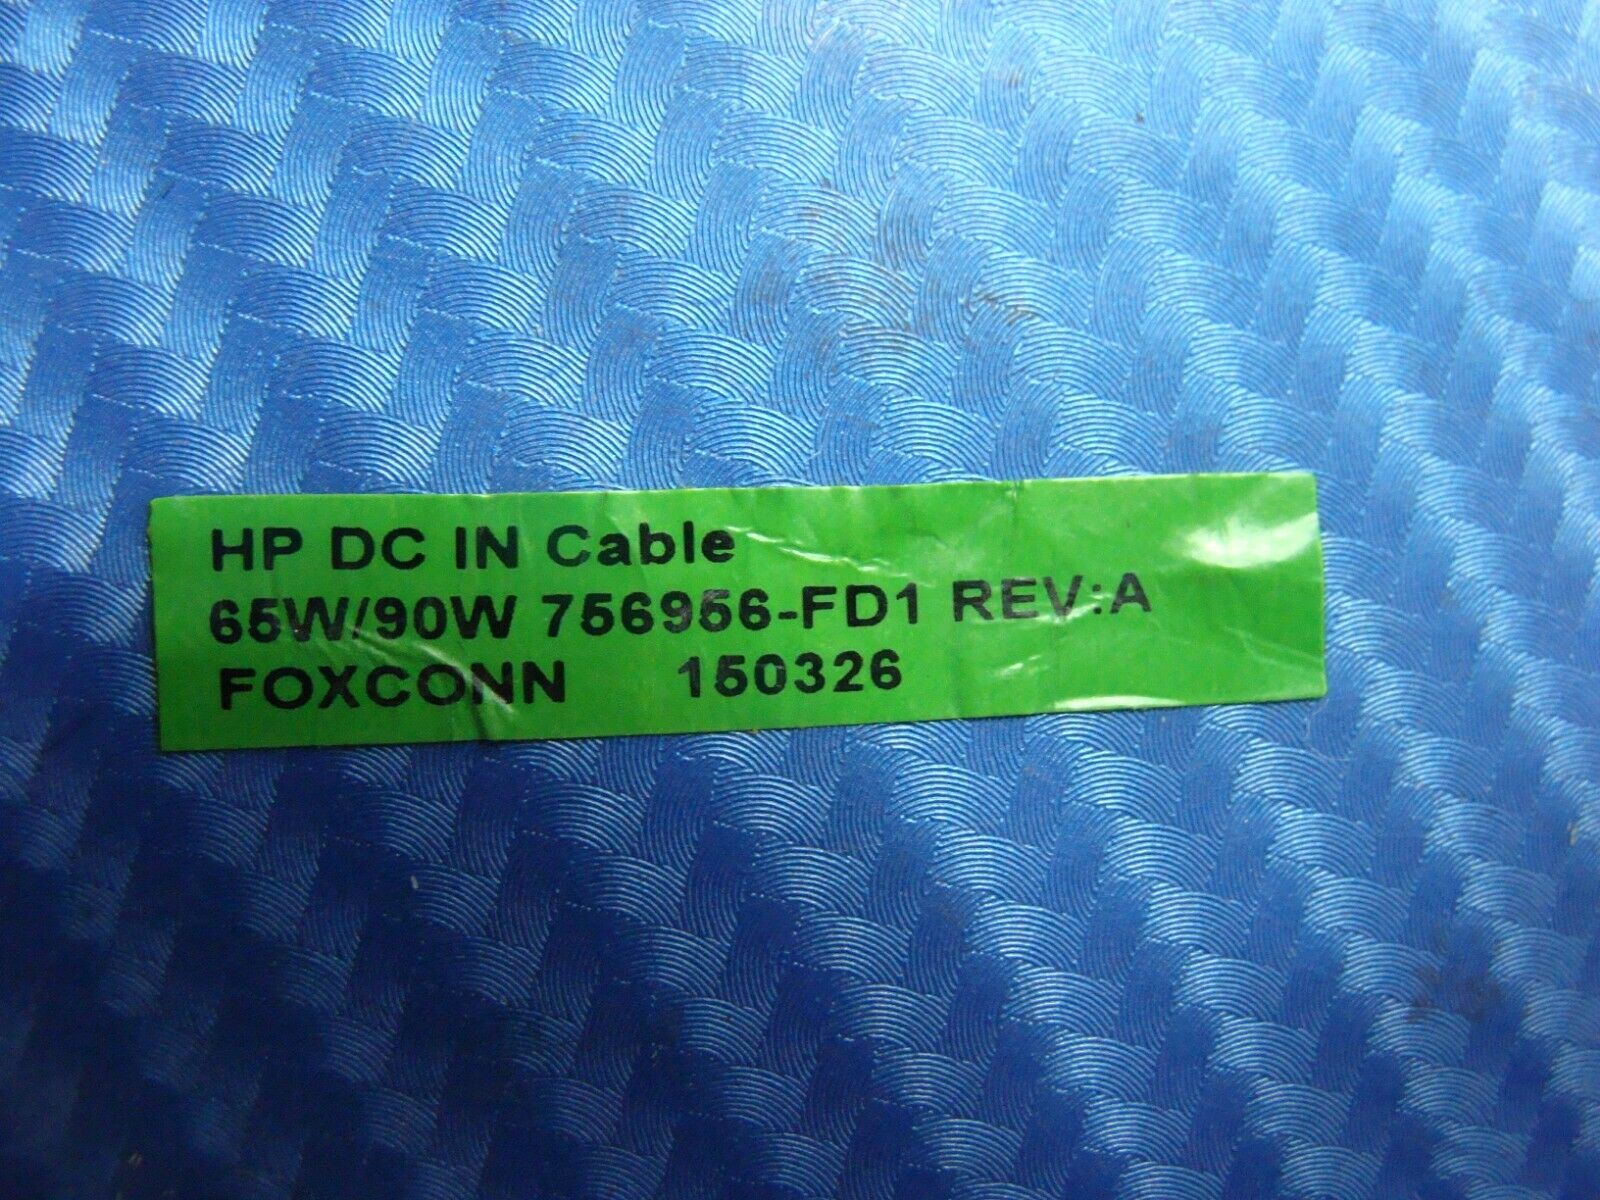 HP DC IN Cable
65W/90W 756956-FD1 REV:A
FOXCONN 150326